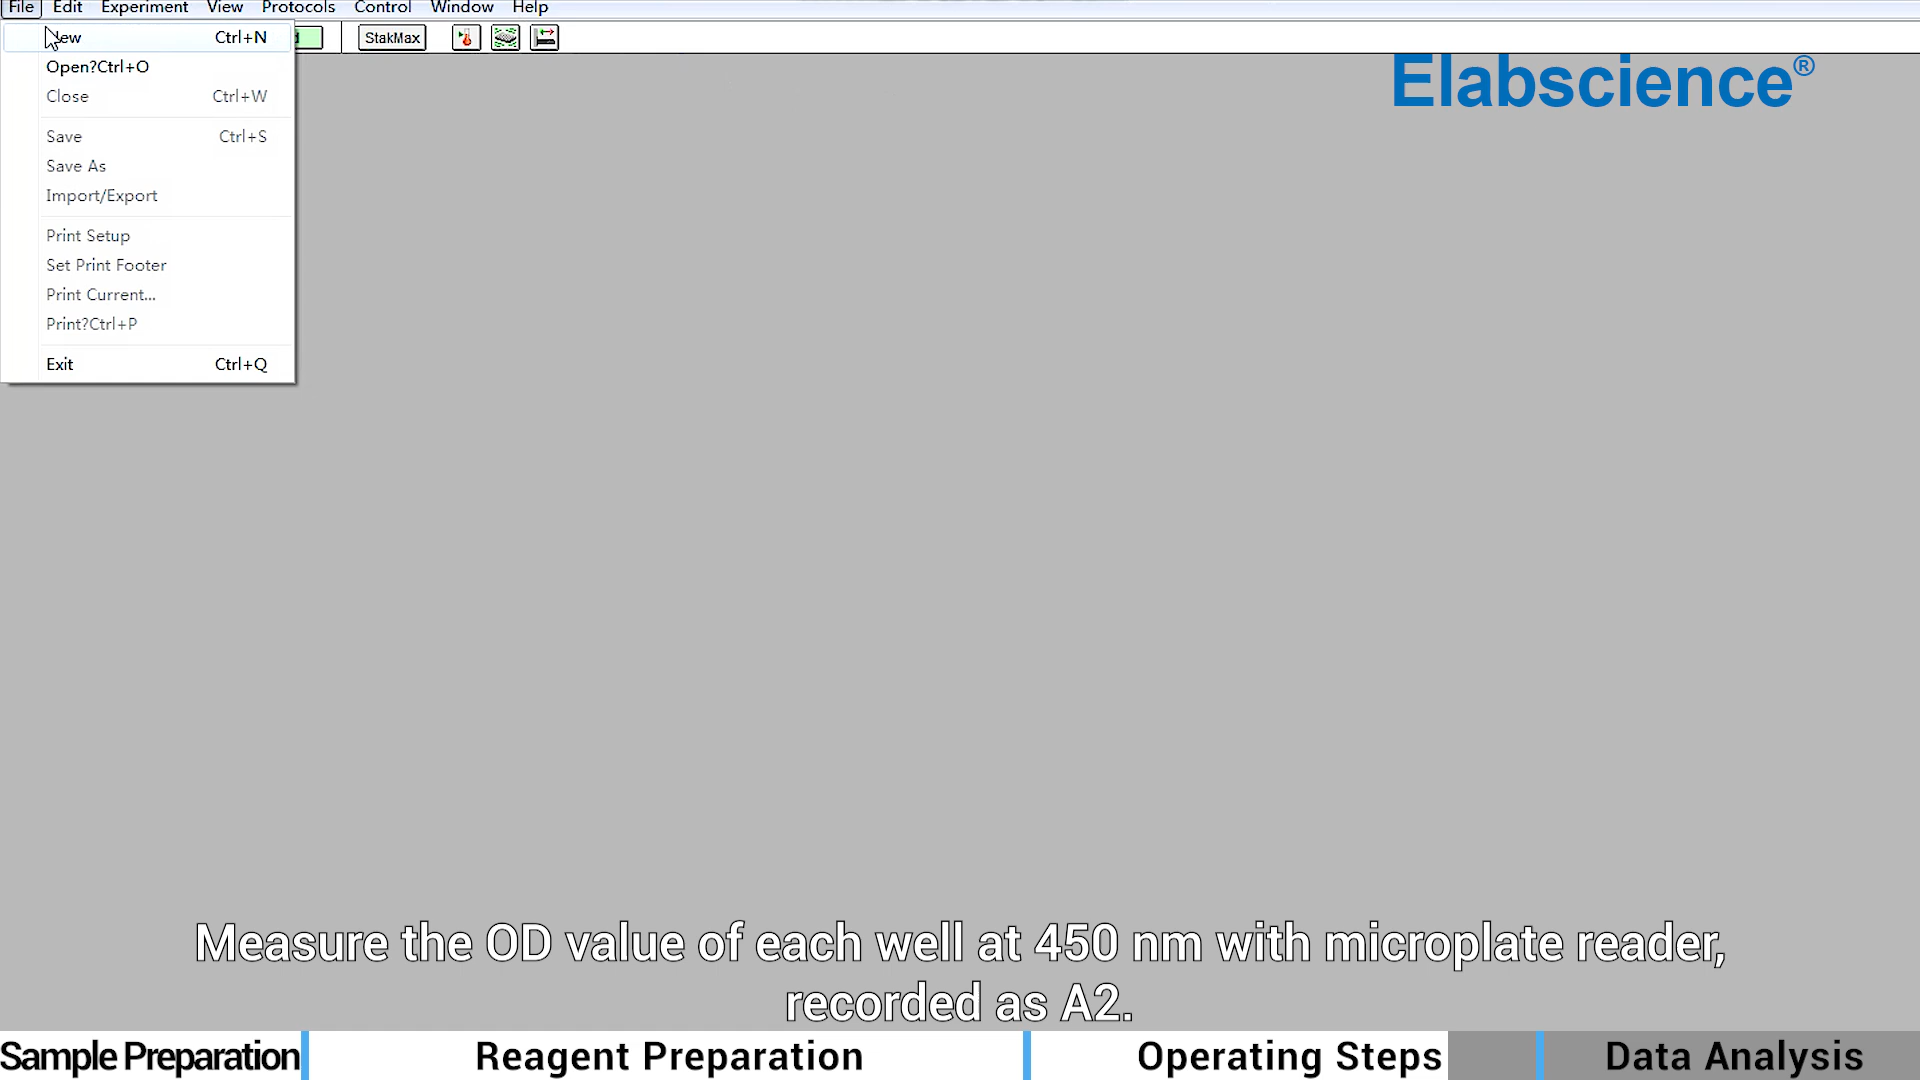 File Edit Experiment View Protocols Control Window Help
Ctrl+N
StakMax
Open?Ctrl+O
Close Ctrl+W
Save Ctrl+S
Save As
Import/Export
Print Setup
Set Print Footer
Print Current...
Print?Ctrl+P
Exit Ctrl+Q
Elabscience®
Measure the OD value of each well at 450 nm with microplate reader,
recorded as A2.
Sample Preparation Reagent Preparation Operating Steps Data Analysis